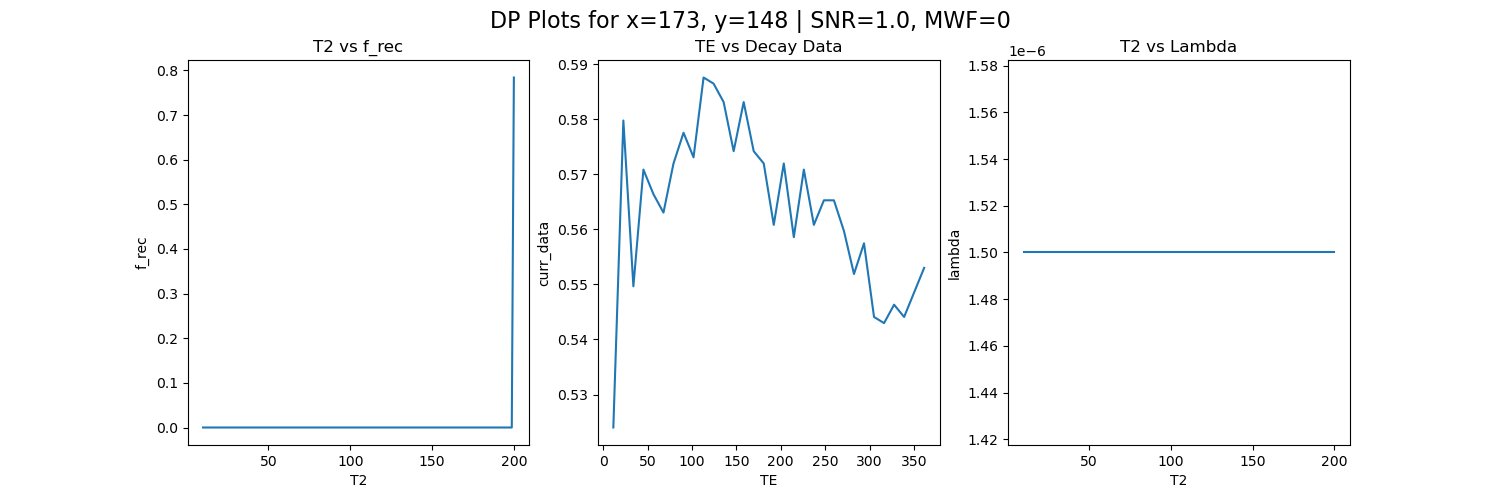 DP Plots for x=173, y=148 | SNR=1.0, MWF=0
T2 vs f_rec
0.8
0.7
0.6
0.5
0.4
0.3
0.2
0.1
0.0
f_rec
50 100 150 200
T2
TE vs Decay Data
0.59
0.58
0.57
0.56
0.55
0.54
0.53
curr_data
0 50 100 150 200 250 300 350
TE
T2 vs Lambda
1e−6
1.58
1.56
1.54
1.52
1.50
1.48
1.46
1.44
1.42
lambda
50 100 150 200
T2